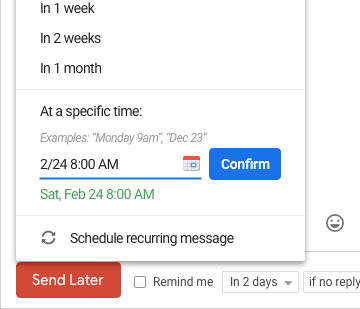 In 1 week
In 2 weeks
In 1 month
At a specific time:
Examples: "Monday 9am", "Dec 23"
2/24 8:00 AM
Confirm
Sat, Feb 24 8:00 AM
Schedule recurring message
Send Later
Remind me
In 2 days
if no reply